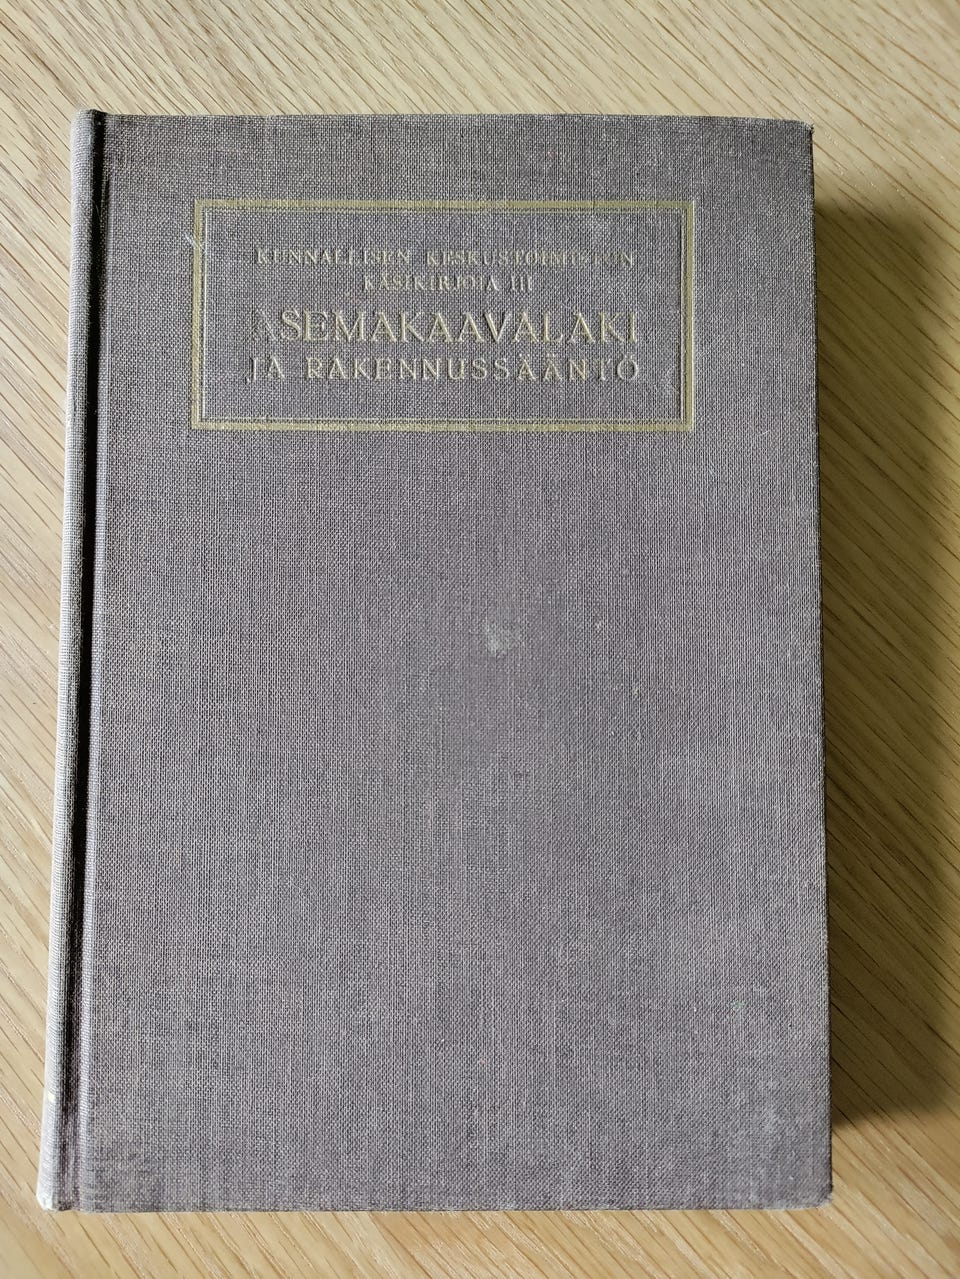 KUNNALLISEN KESKUSTOIMISTON
KÄSIKIRJOJA III
ASEMAKAAVALAKI
JA RAKENNUSSÄÄNTÖ